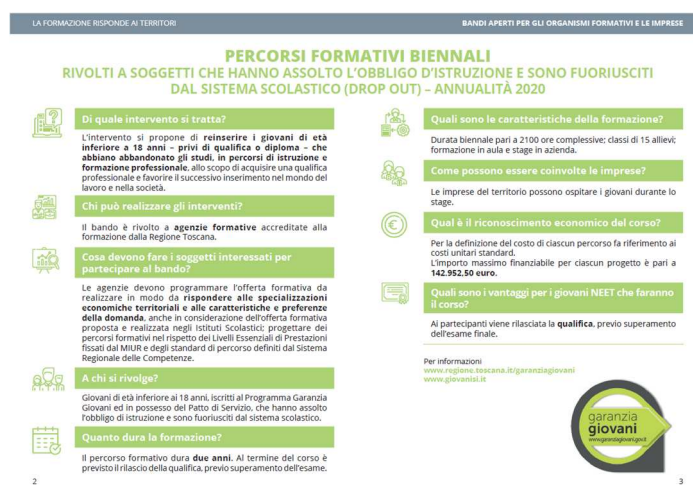 LA FORMAZIONE RISPONDE AI TERRITORI
BANDI APERTI PER GLI ORGANISMI FORMATIVI E LE IMPRESE
PERCORSI FORMATIVI BIENNALI
RIVOLTI A SOGGETTI CHE HANNO ASSOLTO L'OBBLIGO D'ISTRUZIONE E SONO FUORIUSCITI
DAL SISTEMA SCOLASTICO (DROP OUT) – ANNUALITÀ 2020
Di quale intervento si tratta?
L'intervento si propone di reinserire i giovani di età
inferiore a 18 anni – privi di qualifica o diploma – che
abbiano abbandonato gli studi, in percorsi di istruzione e
formazione professionale, allo scopo di acquisire una qualifica
professionale e favorire il successivo inserimento nel mondo del
lavoro e nella società.
Chi può realizzare gli interventi?
Il bando è rivolto a agenzie formative accreditate alla
formazione dalla Regione Toscana.
Cosa devono fare i soggetti interessati per
partecipare al bando?
Le agenzie devono programmare l'offerta formativa da
realizzare in modo da rispondere alle specializzazioni
economiche territoriali e alle caratteristiche e preferenze
della domanda, anche in considerazione dell'offerta formativa
proposta e realizzata negli Istituti Scolastici; progettare dei
percorsi formativi nel rispetto dei Livelli Essenziali di Prestazioni
fissati dal MIUR e degli standard di percorso definiti dal Sistema
Regionale delle Competenze.
A chi si rivolge?
Giovani di età inferiore ai 18 anni, iscritti al Programma Garanzia
Giovani ed in possesso del Patto di Servizio, che hanno assolto
l'obbligo di istruzione e sono fuoriusciti dal sistema scolastico.
Quanto dura la formazione?
Il percorso formativo dura due anni. Al termine del corso è
previsto il rilascio della qualifica, previo superamento dell'esame.
2
Quali sono le caratteristiche della formazione?
Durata biennale pari a 2100 ore complessive; classi di 15 allievi;
formazione in aula e stage in azienda.
Come possono essere coinvolte le imprese?
Le imprese del territorio possono ospitare i giovani durante lo
stage.
Qual è il riconoscimento economico del corso?
Per la definizione del costo di ciascun percorso fa riferimento ai
costi unitari standard.
L'importo massimo finanziabile per ciascun progetto è pari a
142.952,50 euro.
Quali sono i vantaggi per i giovani NEET che faranno
il corso?
Ai partecipanti viene rilasciata la qualifica, previo superamento
dell'esame finale.
Per informazioni
www.regione.toscana.it/garanziagiovani
www.giovanisi.it
garanzia
giovani
www.garanziagiovani.gov.it
3